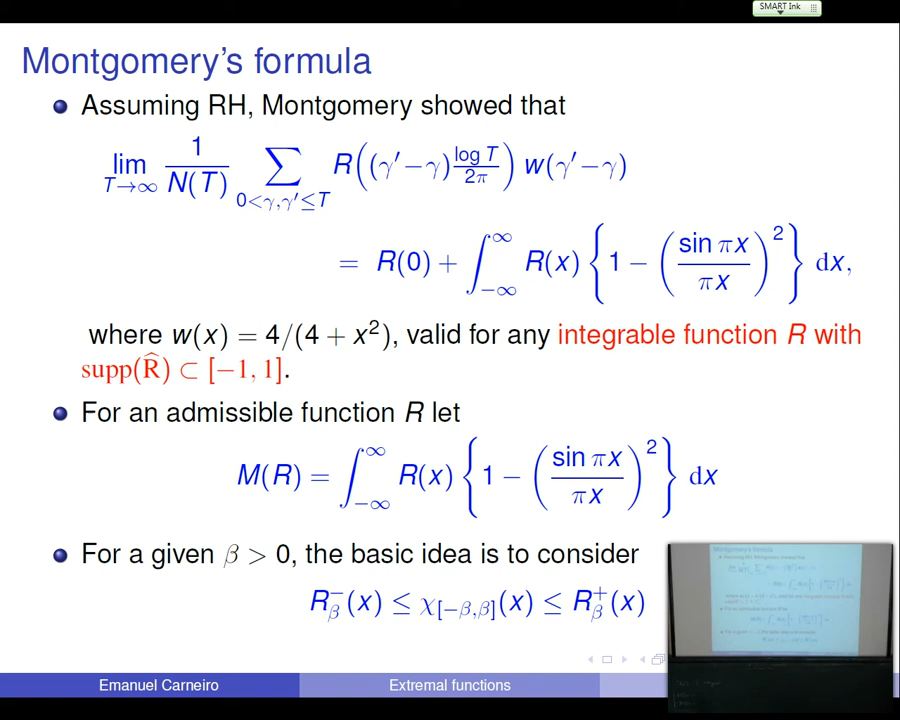 SMART Ink
Montgomery's formula
Assuming RH, Montgomery showed that
lim T→∞ 1/N(T) ∑ 0<γ,γ′≤T R((γ′−γ) log T/2π) w(γ′−γ)
= R(0) + ∫_{−∞}^{∞} R(x) {1 − (sin πx/πx)²} dx,
where w(x) = 4/(4 + x²), valid for any integrable function R with
supp(R̂) ⊂ [−1, 1].
For an admissible function R let
M(R) = ∫_{−∞}^{∞} R(x) {1 − (sin πx/πx)²} dx
For a given β > 0, the basic idea is to consider
R_β^−(x) ≤ χ_{[−β,β]}(x) ≤ R_β^+(x)
Emanuel Carneiro
Extremal functions